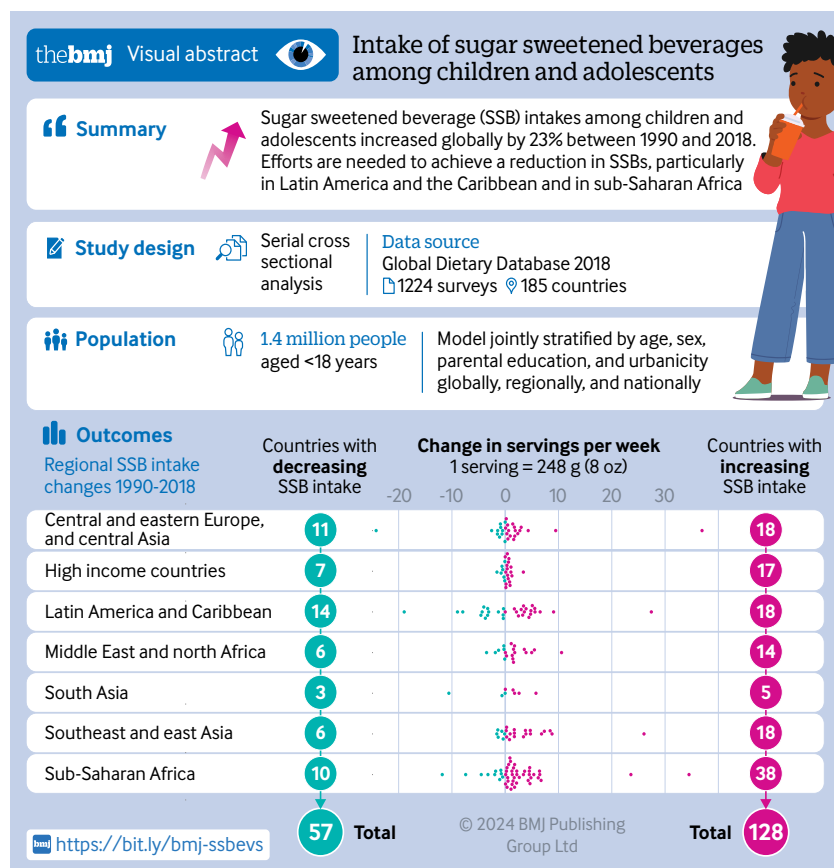 thebmj Visual abstract
Intake of sugar sweetened beverages
among children and adolescents
Summary
Sugar sweetened beverage (SSB) intakes among children and
adolescents increased globally by 23% between 1990 and 2018.
Efforts are needed to achieve a reduction in SSBs, particularly
in Latin America and the Caribbean and in sub-Saharan Africa
Study design
Serial cross
sectional
analysis
Data source
Global Dietary Database 2018
1224 surveys 185 countries
Population
1.4 million people
aged <18 years
Model jointly stratified by age, sex,
parental education, and urbanicity
globally, regionally, and nationally
Outcomes
Regional SSB intake
changes 1990-2018
Countries with
decreasing
SSB intake
Change in servings per week
1 serving = 248 g (8 oz)
-20 -10 0 10 20 30
Countries with
increasing
SSB intake
Central and eastern Europe,
and central Asia
11 18
High income countries 7 17
Latin America and Caribbean 14 18
Middle East and north Africa 6 14
South Asia 3 5
Southeast and east Asia 6 18
Sub-Saharan Africa 10 38
57 Total
Total 128
bmj https://bit.ly/bmj-ssbevs
© 2024 BMJ Publishing
Group Ltd